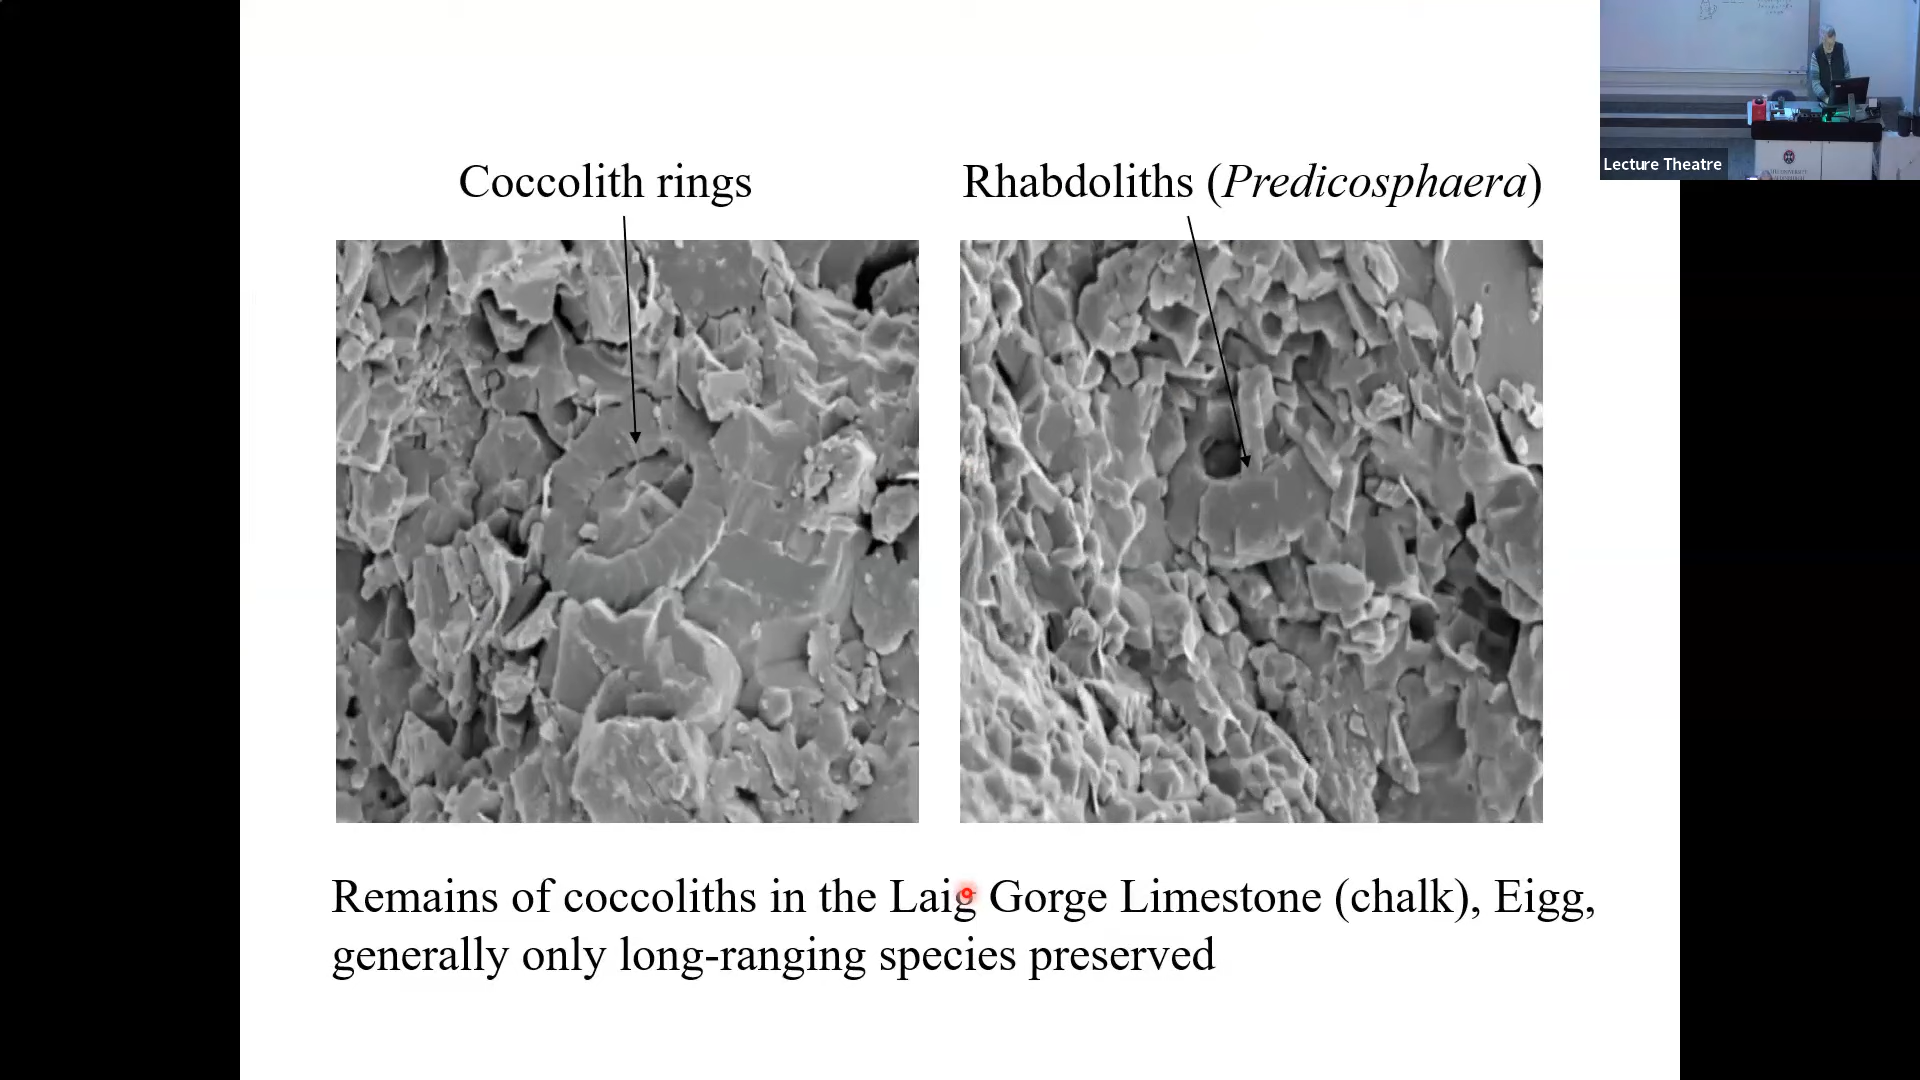 Coccolith rings
Rhabdoliths (Predicosphaera)
Lecture Theatre
Remains of coccoliths in the Laig Gorge Limestone (chalk), Eigg,
generally only long-ranging species preserved